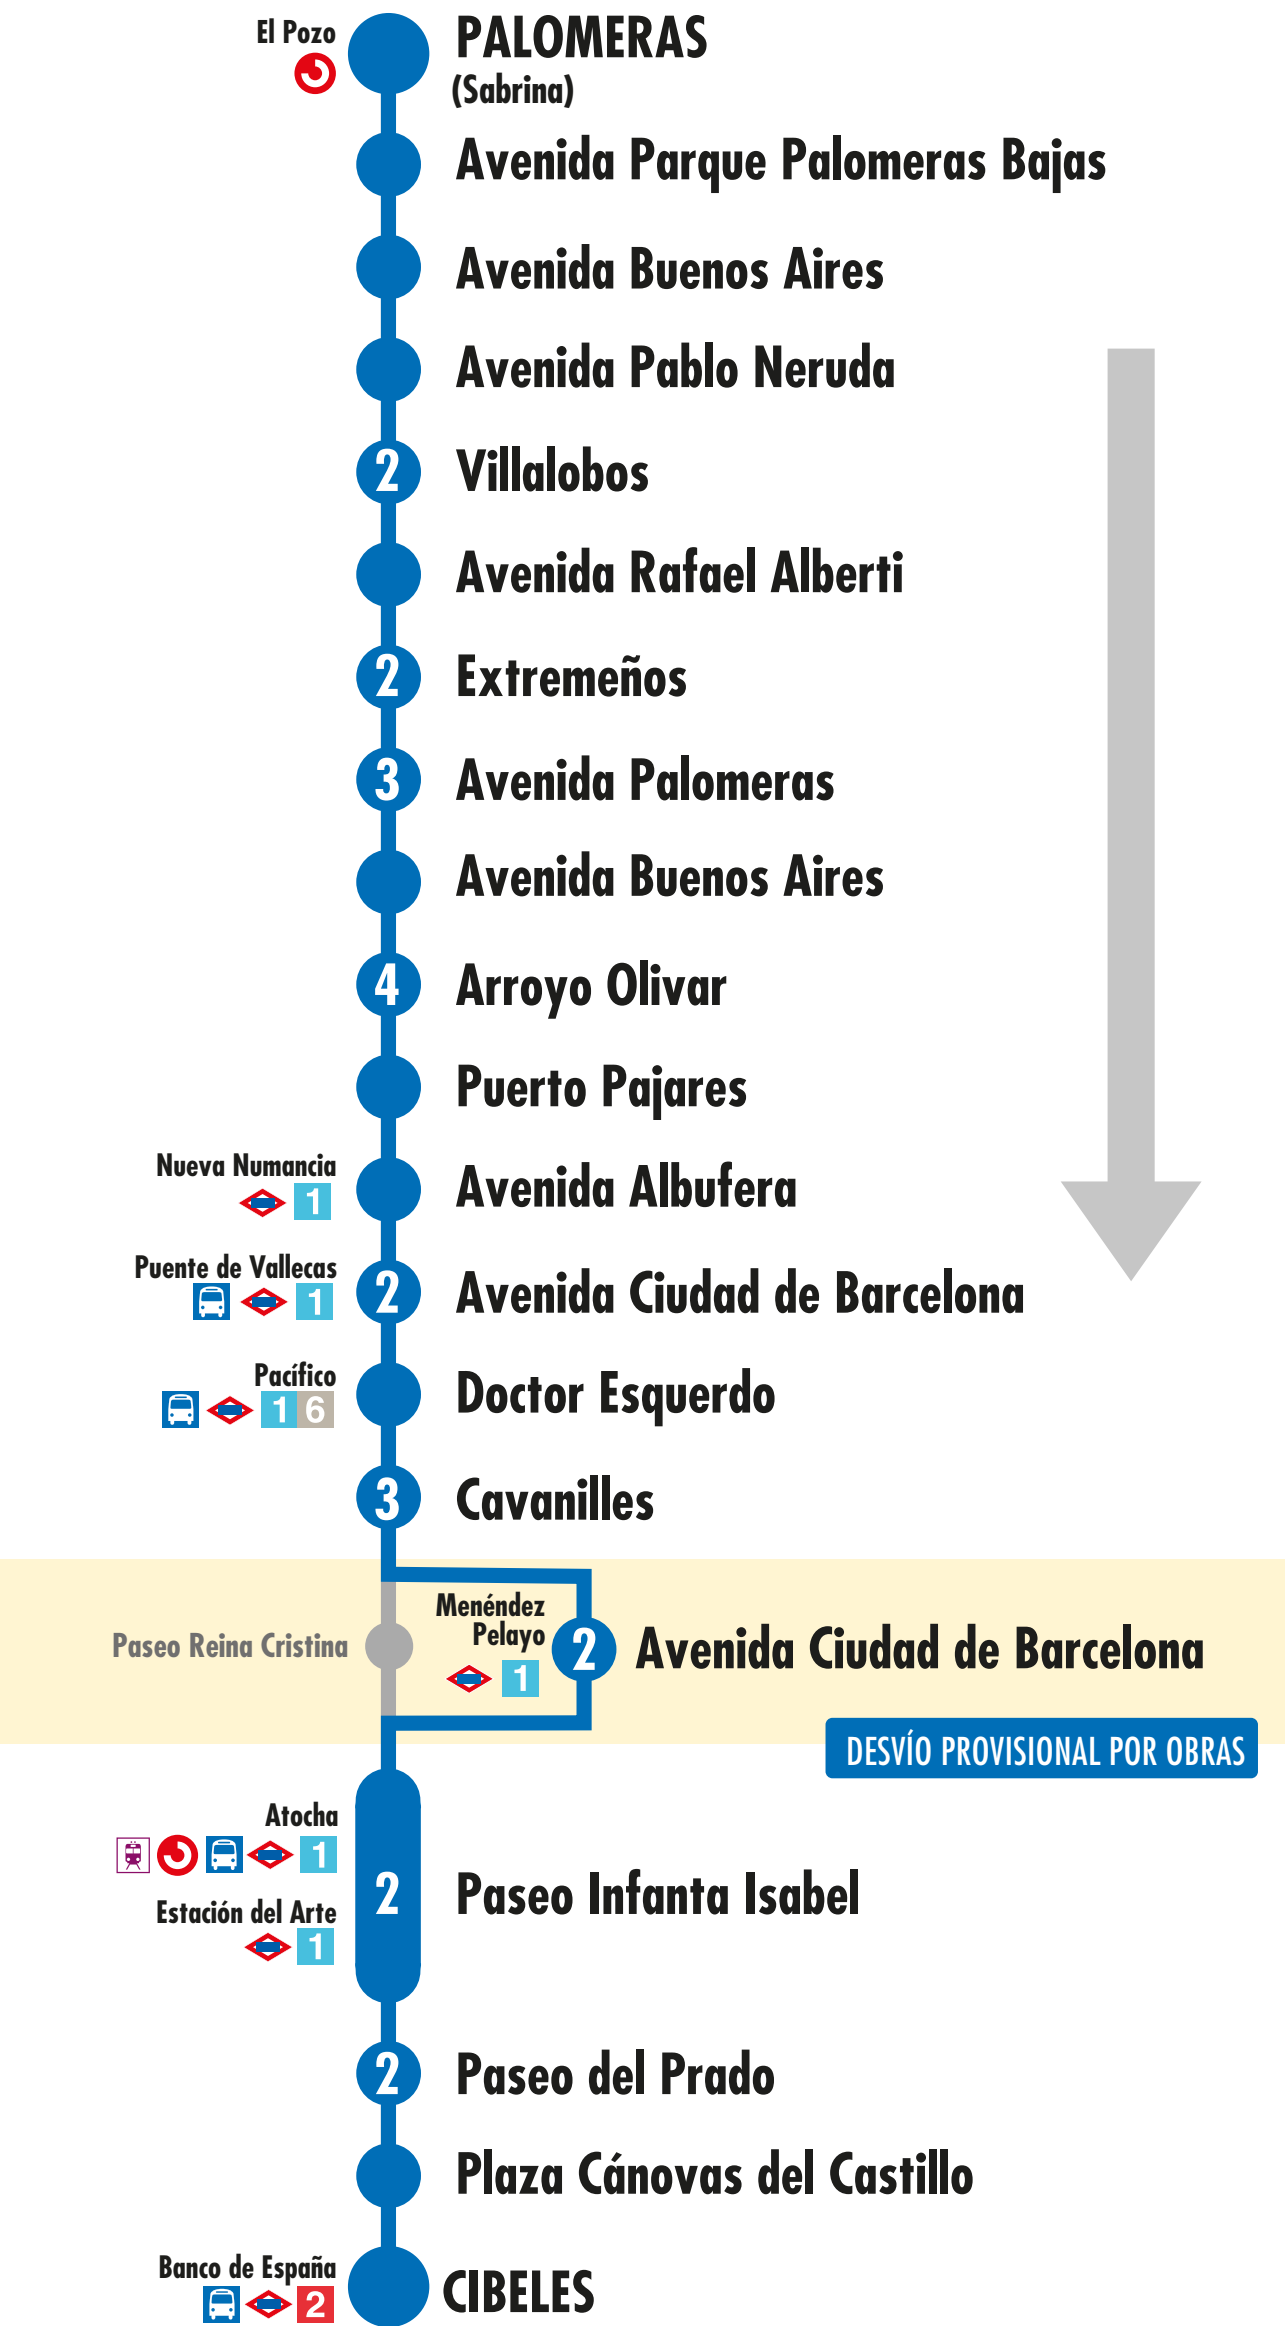 El Pozo
PALOMERAS
(Sabrina)
Avenida Parque Palomeras Bajas
Avenida Buenos Aires
Avenida Pablo Neruda
2 Villalobos
Avenida Rafael Alberti
2 Extremeños
3 Avenida Palomeras
Avenida Buenos Aires
4 Arroyo Olivar
Puerto Pajares
Nueva Numancia
1
Avenida Albufera
Puente de Vallecas
1
2 Avenida Ciudad de Barcelona
Pacífico
1 6
Doctor Esquerdo
3 Cavanilles
Paseo Reina Cristina
Menéndez
Pelayo
1
2 Avenida Ciudad de Barcelona
DESVÍO PROVISIONAL POR OBRAS
Atocha
1
Estación del Arte
1
2 Paseo Infanta Isabel
2 Paseo del Prado
Plaza Cánovas del Castillo
Banco de España
2
CIBELES